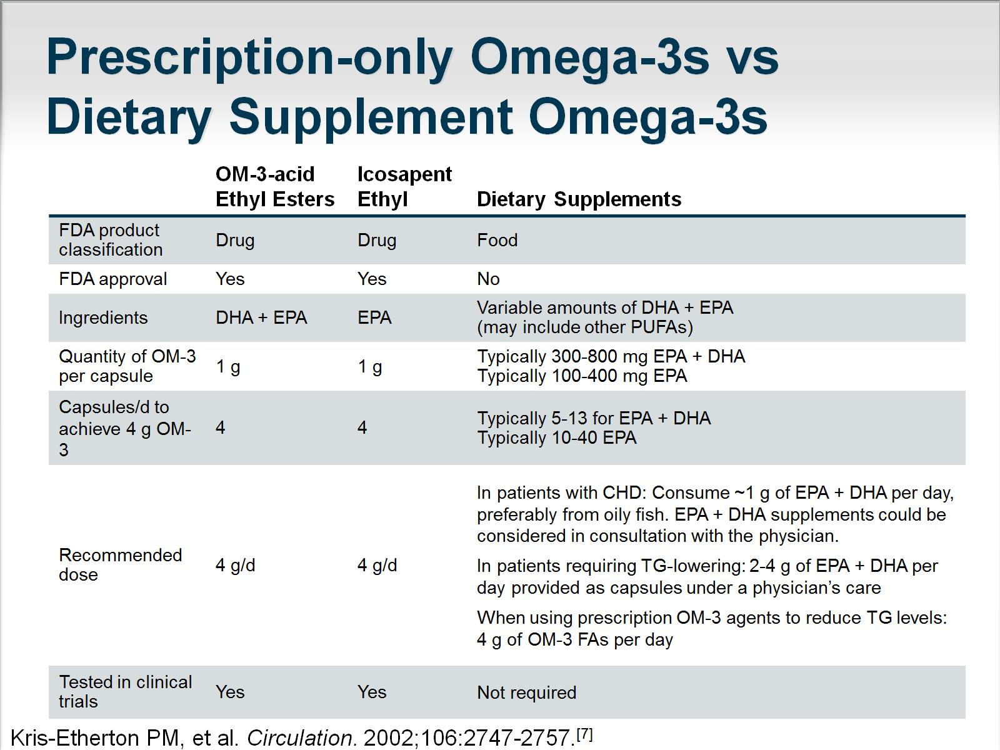 Prescription-only Omega-3s vs
Dietary Supplement Omega-3s
OM-3-acid
Ethyl Esters
Icosapent
Ethyl
Dietary Supplements
FDA product
classification
Drug
Drug
Food
FDA approval
Yes
Yes
No
Ingredients
DHA + EPA
EPA
Variable amounts of DHA + EPA
(may include other PUFAs)
Quantity of OM-3
per capsule
1 g
1 g
Typically 300-800 mg EPA + DHA
Typically 100-400 mg EPA
Capsules/d to
achieve 4 g OM-
3
4
4
Typically 5-13 for EPA + DHA
Typically 10-40 EPA
Recommended
dose
4 g/d
4 g/d
In patients with CHD: Consume ~1 g of EPA + DHA per day,
preferably from oily fish. EPA + DHA supplements could be
considered in consultation with the physician.
In patients requiring TG-lowering: 2-4 g of EPA + DHA per
day provided as capsules under a physician’s care
When using prescription OM-3 agents to reduce TG levels:
4 g of OM-3 FAs per day
Tested in clinical
trials
Yes
Yes
Not required
Kris-Etherton PM, et al. Circulation. 2002;106:2747-2757.[7]